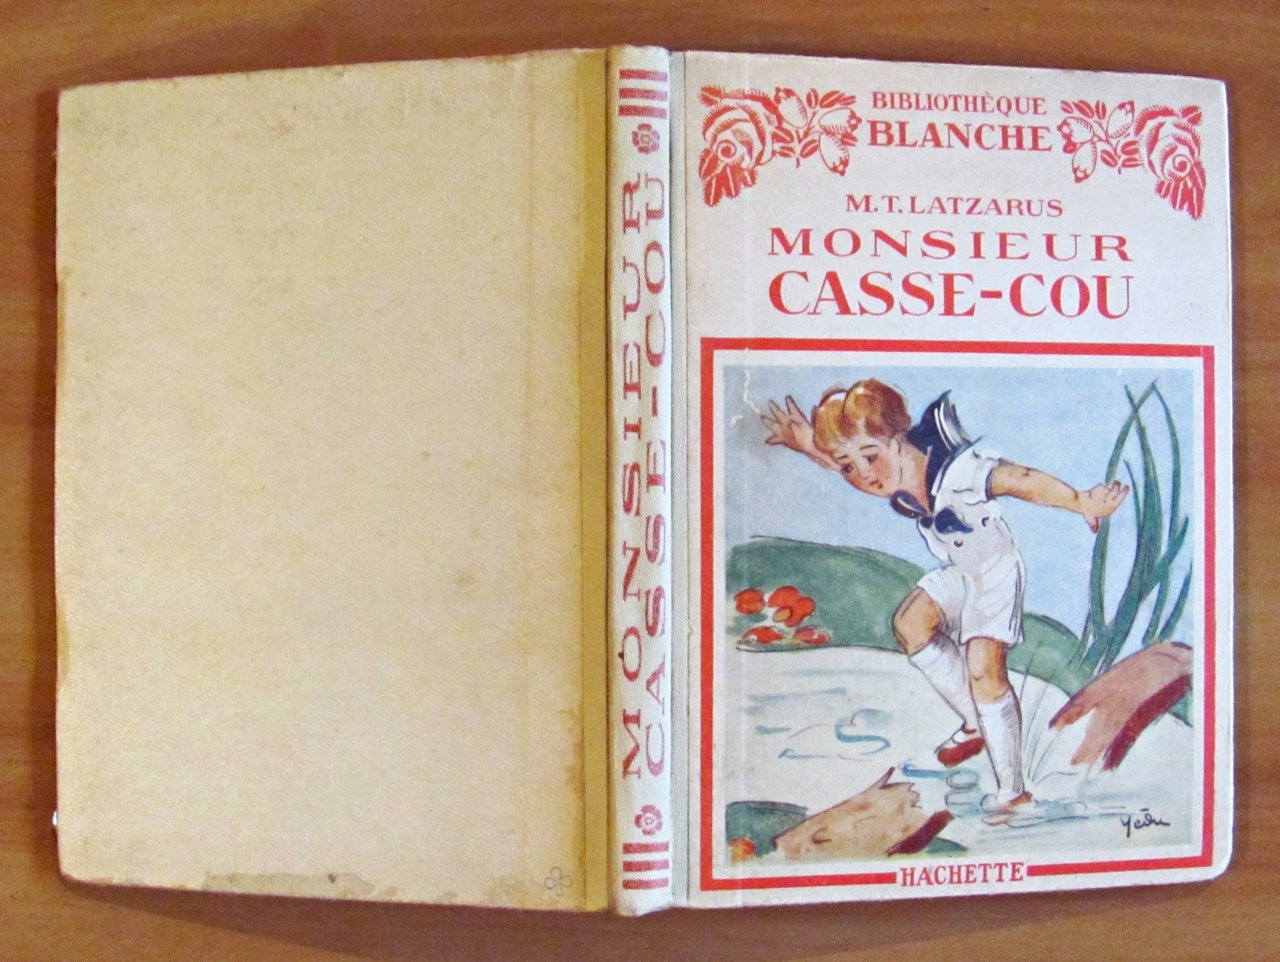 MONSIEUR
CASSE-COU
BIBLIOTHÈQUE
BLANCHE
M.T. LATZARUS
MONSIEUR
CASSE-COU
HACHETTE